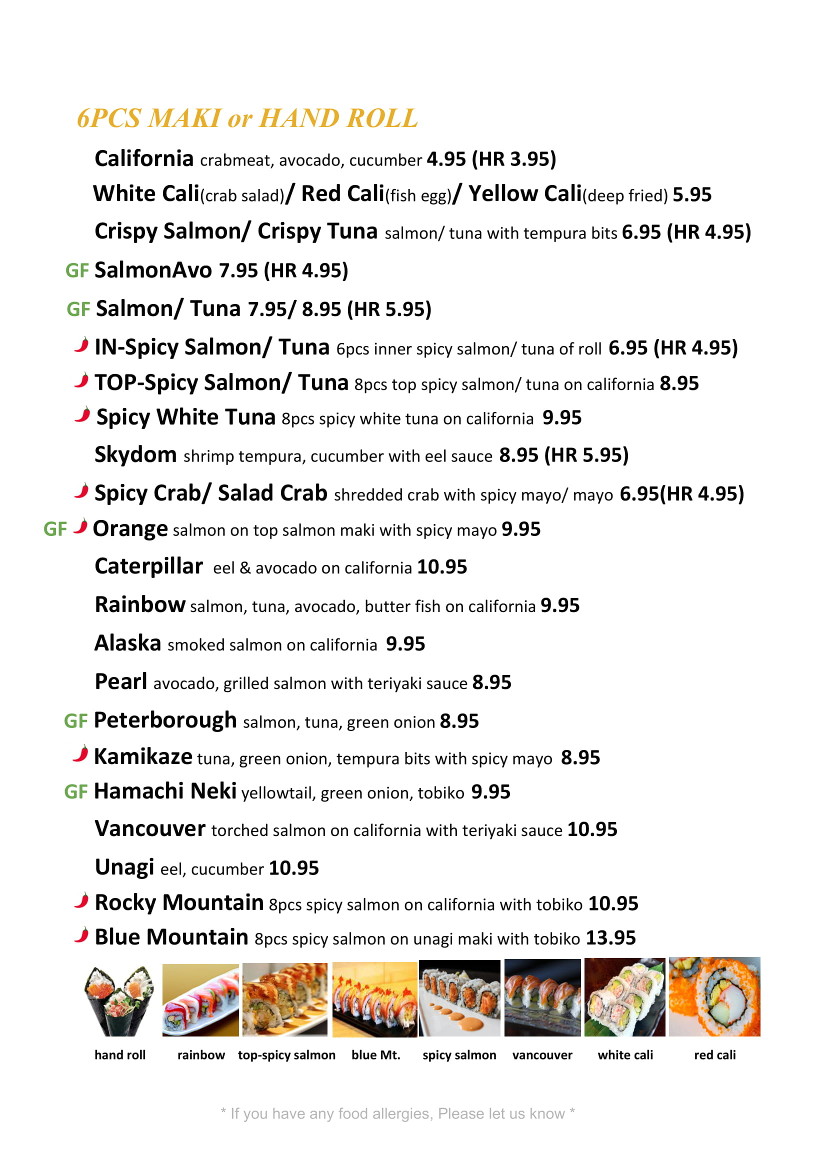 6PCS MAKI or HAND ROLL
California crabmeat, avocado, cucumber 4.95 (HR 3.95)
White Cali(crab salad)/ Red Cali(fish egg)/ Yellow Cali(deep fried) 5.95
Crispy Salmon/ Crispy Tuna salmon/ tuna with tempura bits 6.95 (HR 4.95)
GF SalmonAvo 7.95 (HR 4.95)
GF Salmon/ Tuna 7.95/ 8.95 (HR 5.95)
IN-Spicy Salmon/ Tuna 6pcs inner spicy salmon/ tuna of roll 6.95 (HR 4.95)
TOP-Spicy Salmon/ Tuna 8pcs top spicy salmon/ tuna on california 8.95
Spicy White Tuna 8pcs spicy white tuna on california 9.95
Skydom shrimp tempura, cucumber with eel sauce 8.95 (HR 5.95)
Spicy Crab/ Salad Crab shredded crab with spicy mayo/ mayo 6.95(HR 4.95)
GF Orange salmon on top salmon maki with spicy mayo 9.95
Caterpillar eel & avocado on california 10.95
Rainbow salmon, tuna, avocado, butter fish on california 9.95
Alaska smoked salmon on california 9.95
Pearl avocado, grilled salmon with teriyaki sauce 8.95
GF Peterborough salmon, tuna, green onion 8.95
Kamikaze tuna, green onion, tempura bits with spicy mayo 8.95
GF Hamachi Neki yellowtail, green onion, tobiko 9.95
Vancouver torched salmon on california with teriyaki sauce 10.95
Unagi eel, cucumber 10.95
Rocky Mountain 8pcs spicy salmon on california with tobiko 10.95
Blue Mountain 8pcs spicy salmon on unagi maki with tobiko 13.95
hand roll rainbow top-spicy salmon blue Mt. spicy salmon vancouver white cali red cali
* If you have any food allergies, Please let us know *